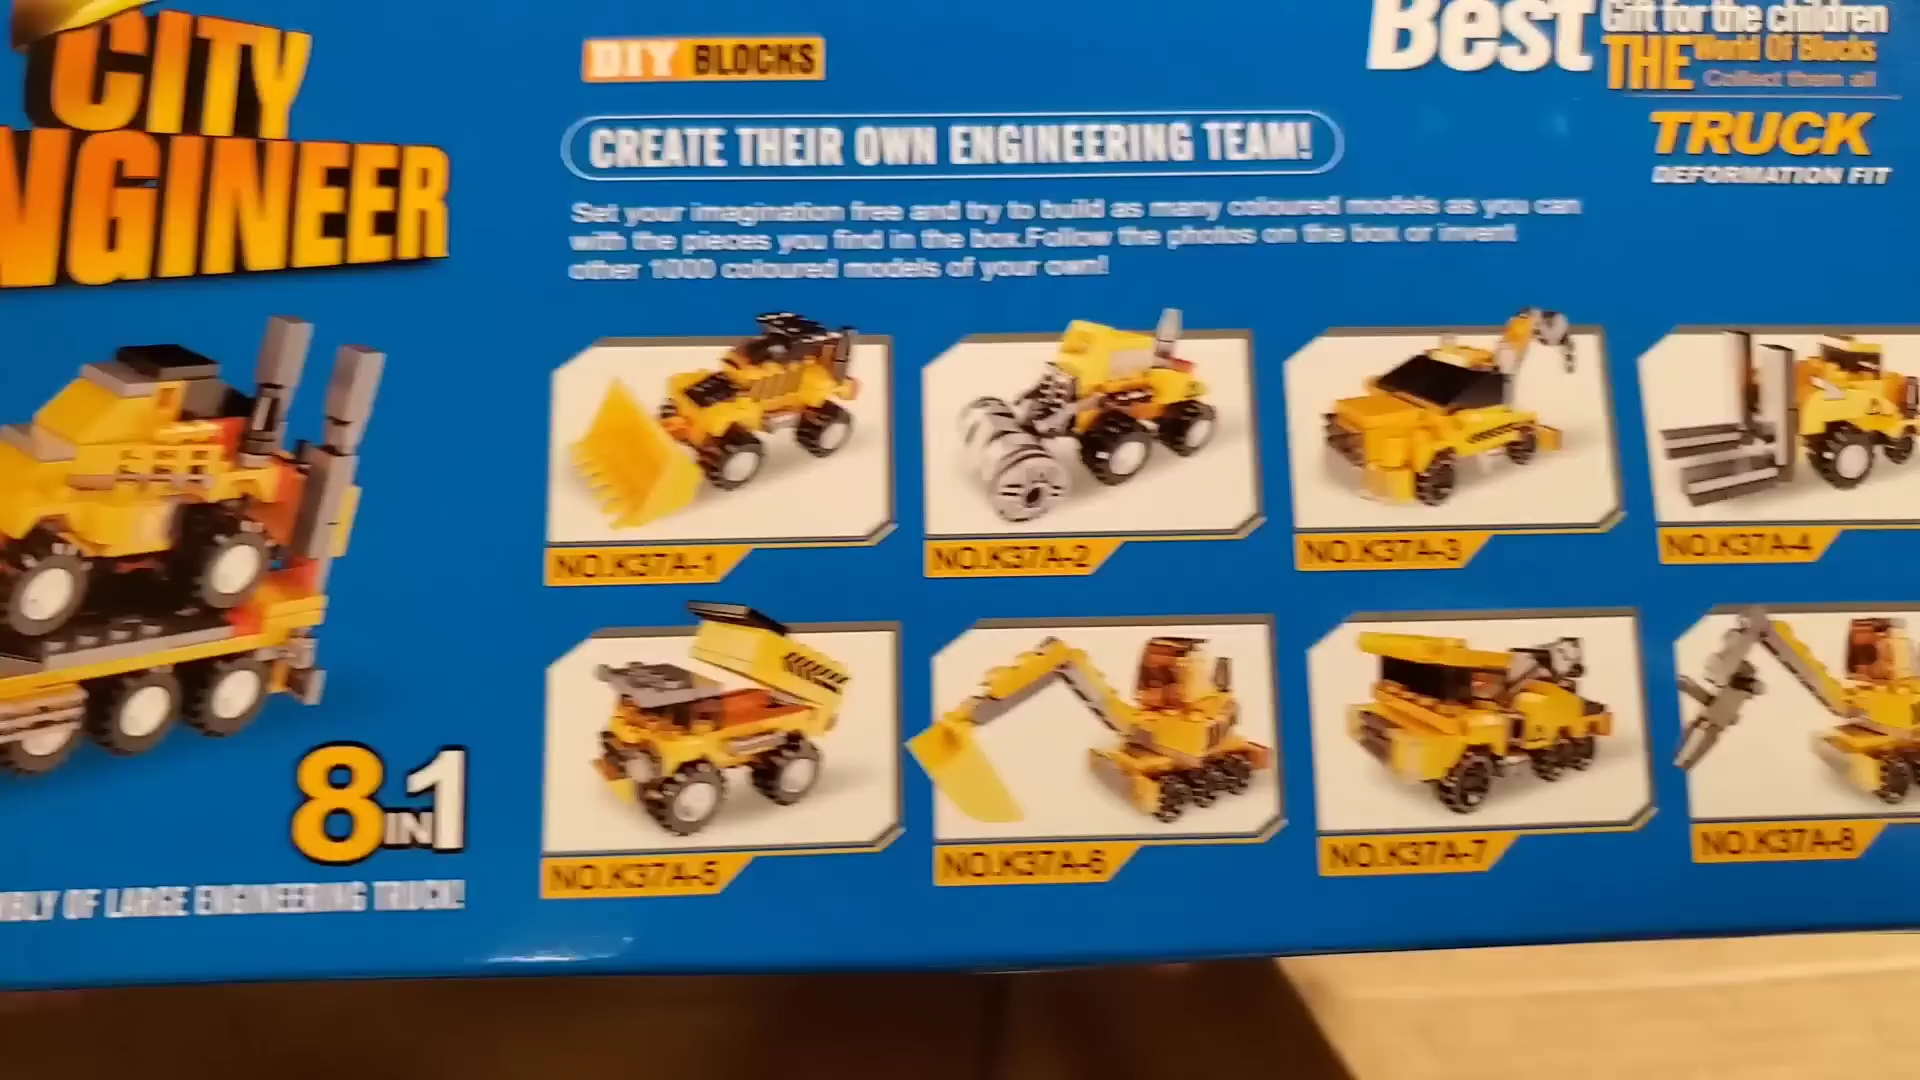 CITY
NGINEER
DIY BLOCKS
CREATE THEIR OWN ENGINEERING TEAM!
Set your imagination free and try to build as many coloured models as you can
with the pieces you find in the box.Follow the photos on the box or invent
other 1000 coloured models of your own!
Best
Gift for the children
THE World Of Blocks
Collect them all
TRUCK
DEFORMATION FIT
NO.K37A-1
NO.K37A-2
NO.K37A-3
NO.K37A-4
NO.K37A-5
NO.K37A-6
NO.K37A-7
NO.K37A-8
8 IN 1
MBLY OF LARGE ENGINEERING TRUCK!